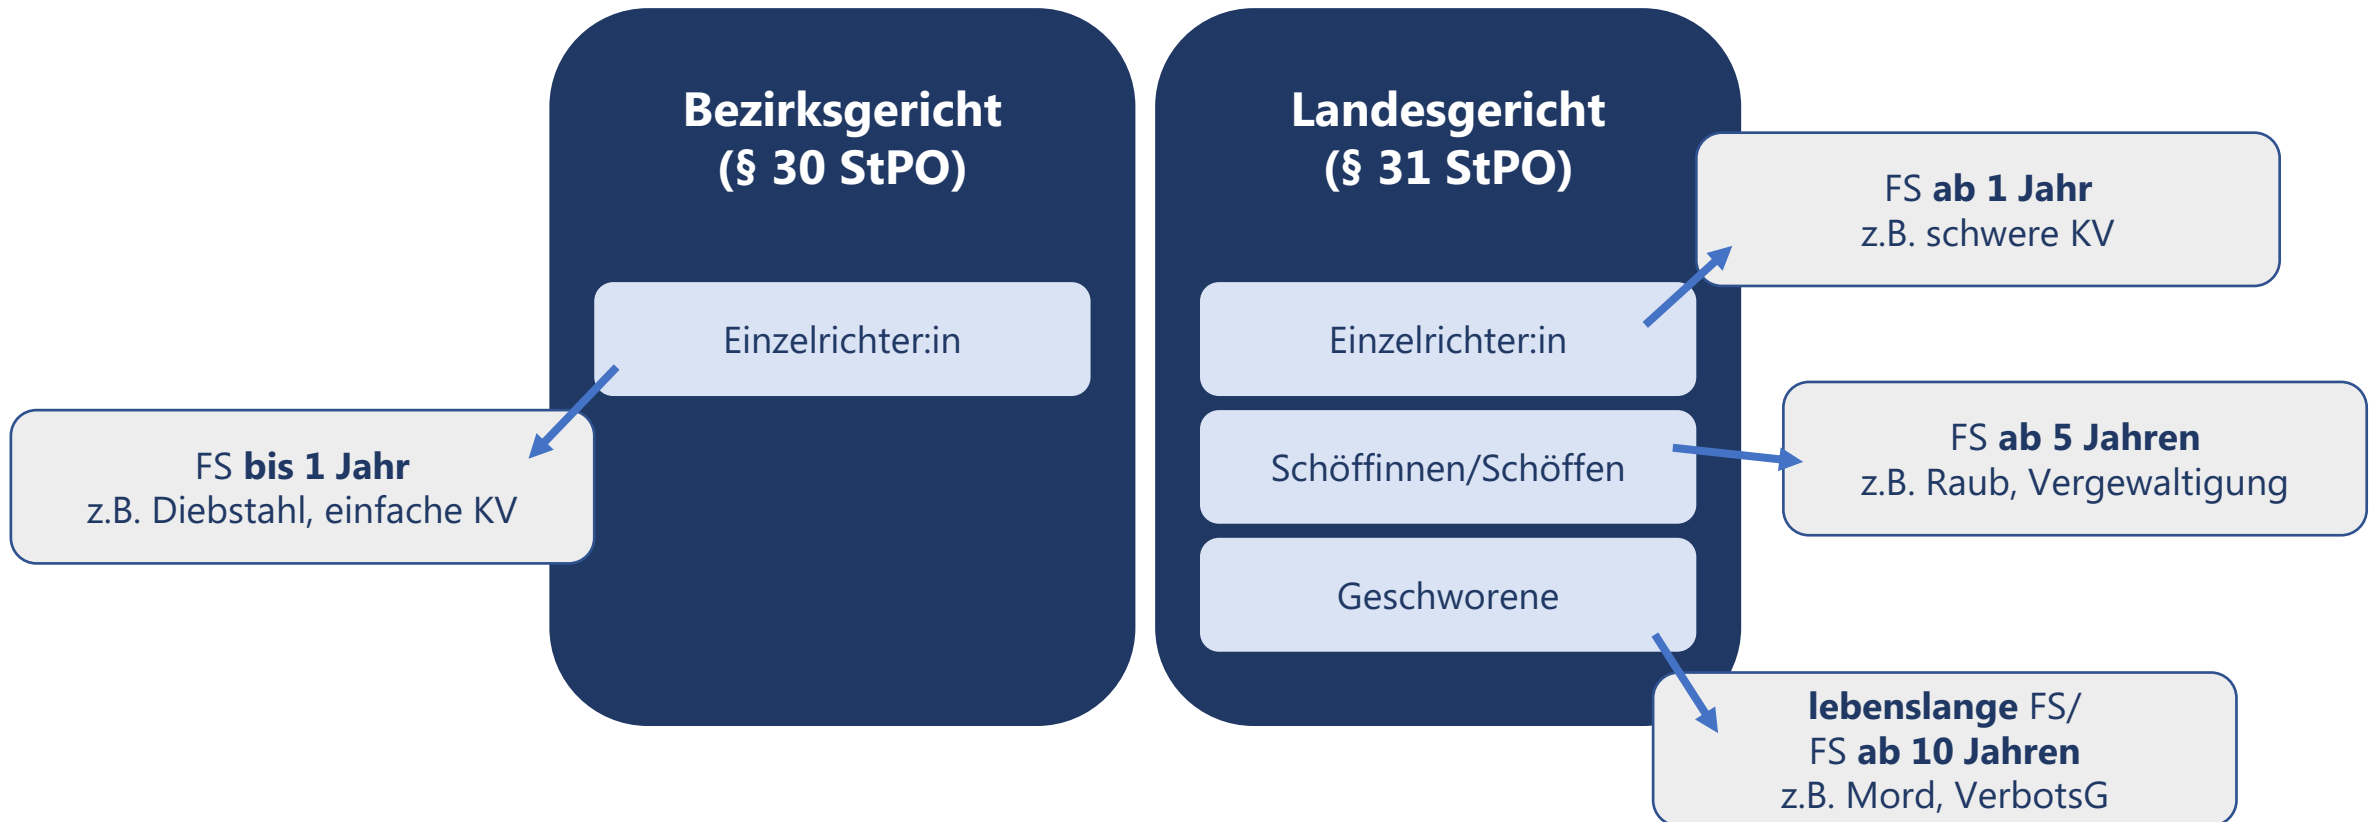 Bezirksgericht
(§ 30 StPO)
Einzelrichter:in
FS bis 1 Jahr
z.B. Diebstahl, einfache KV
Landesgericht
(§ 31 StPO)
Einzelrichter:in
FS ab 1 Jahr
z.B. schwere KV
Schöffinnen/Schöffen
FS ab 5 Jahren
z.B. Raub, Vergewaltigung
Geschworene
lebenslange FS/
FS ab 10 Jahren
z.B. Mord, VerbotsG